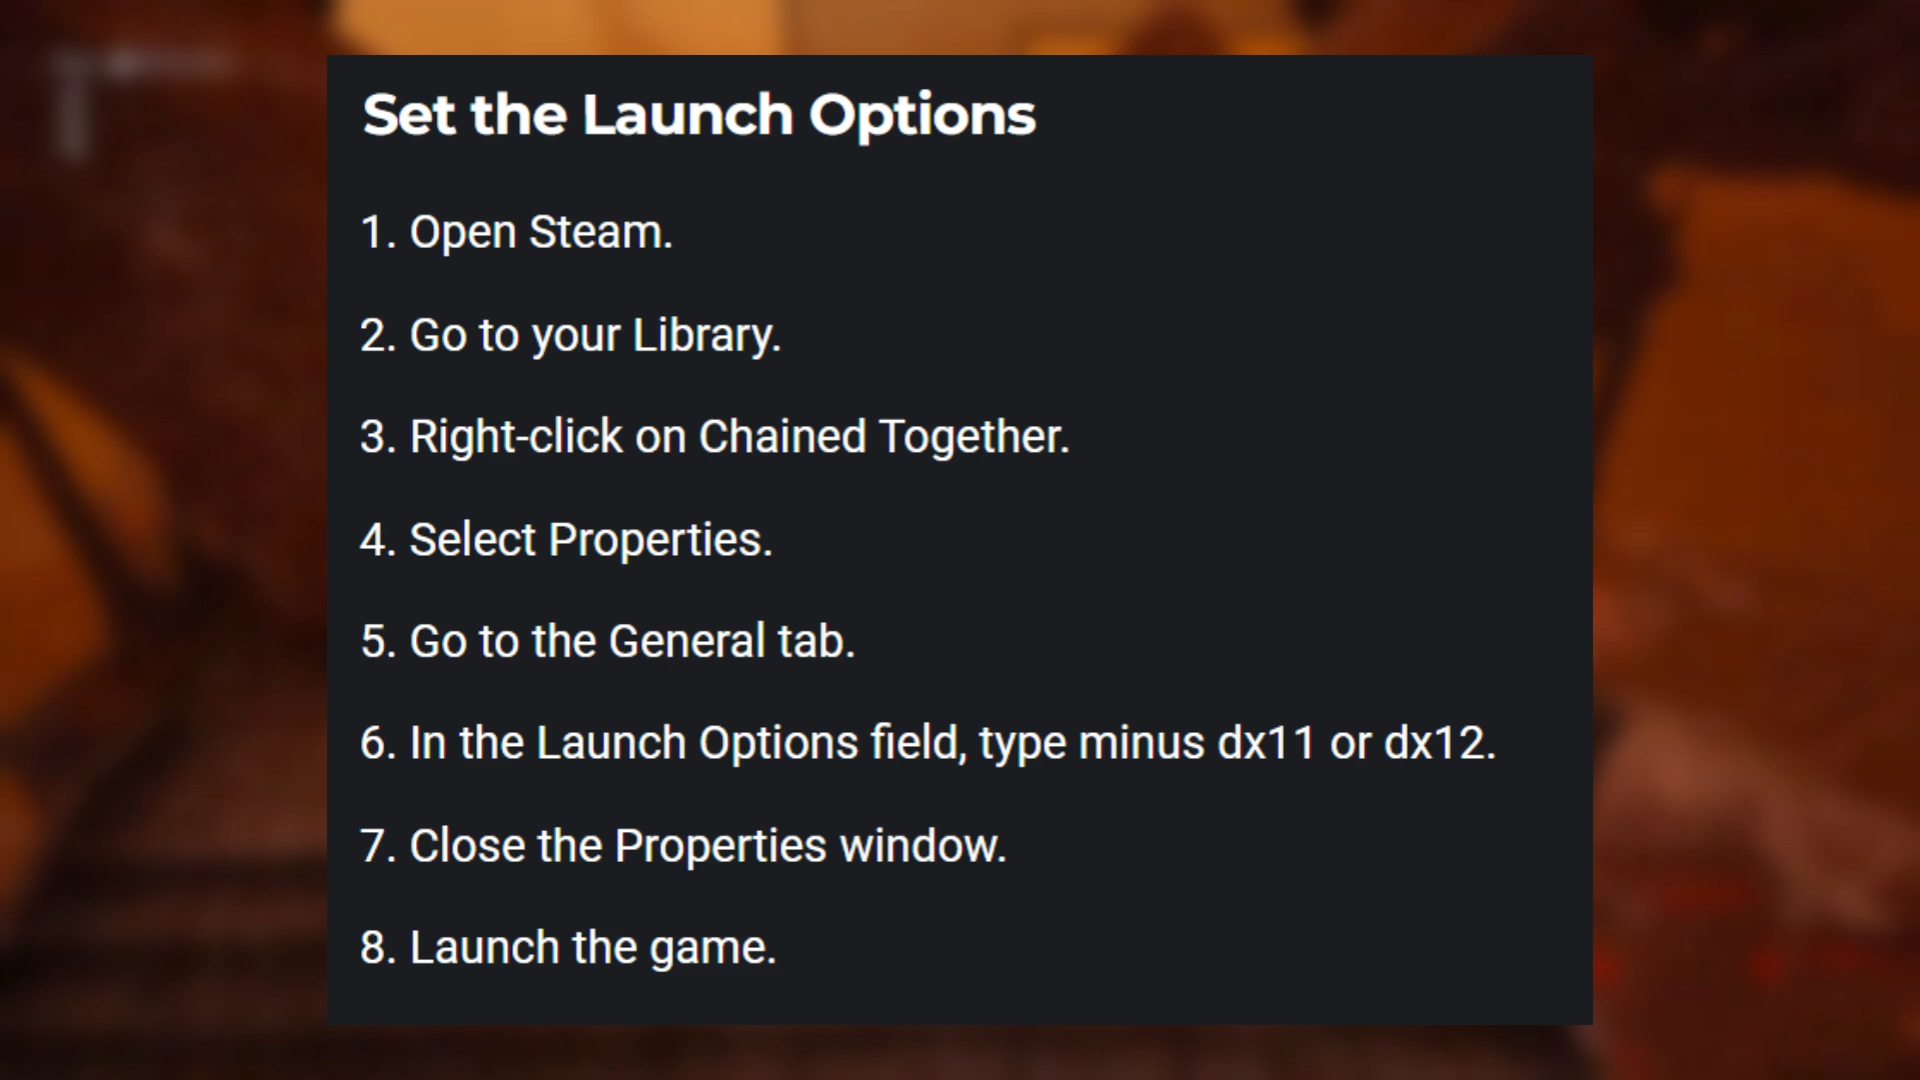 Set the Launch Options
1. Open Steam.
2. Go to your Library.
3. Right-click on Chained Together.
4. Select Properties.
5. Go to the General tab.
6. In the Launch Options field, type minus dx11 or dx12.
7. Close the Properties window.
8. Launch the game.